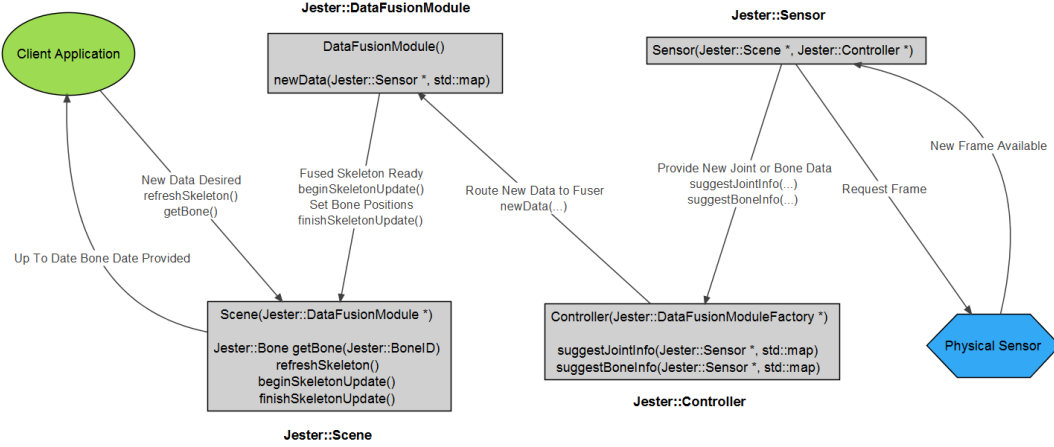 Jester::DataFusionModule
Jester::Sensor
Client Application
DataFusionModule()
newData(Jester::Sensor *, std::map)
Sensor(Jester::Scene *, Jester::Controller *)
New Data Desired
refreshSkeleton()
getBone()
Fused Skeleton Ready
beginSkeletonUpdate()
Set Bone Positions
finishSkeletonUpdate()
Route New Data to Fuser
newData(...)
Provide New Joint or Bone Data
suggestJointInfo(...)
suggestBoneInfo(...)
Request Frame
New Frame Available
Up To Date Bone Date Provided
Scene(Jester::DataFusionModule *)
Jester::Bone getBone(Jester::BoneID)
refreshSkeleton()
beginSkeletonUpdate()
finishSkeletonUpdate()
Jester::Scene
Controller(Jester::DataFusionModuleFactory *)
suggestJointInfo(Jester::Sensor *, std::map)
suggestBoneInfo(Jester::Sensor *, std::map)
Jester::Controller
Physical Sensor